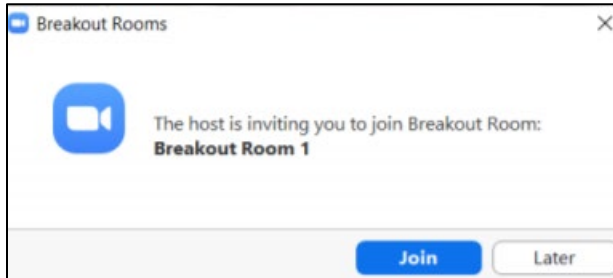 Breakout Rooms
The host is inviting you to join Breakout Room:
Breakout Room 1
Join
Later